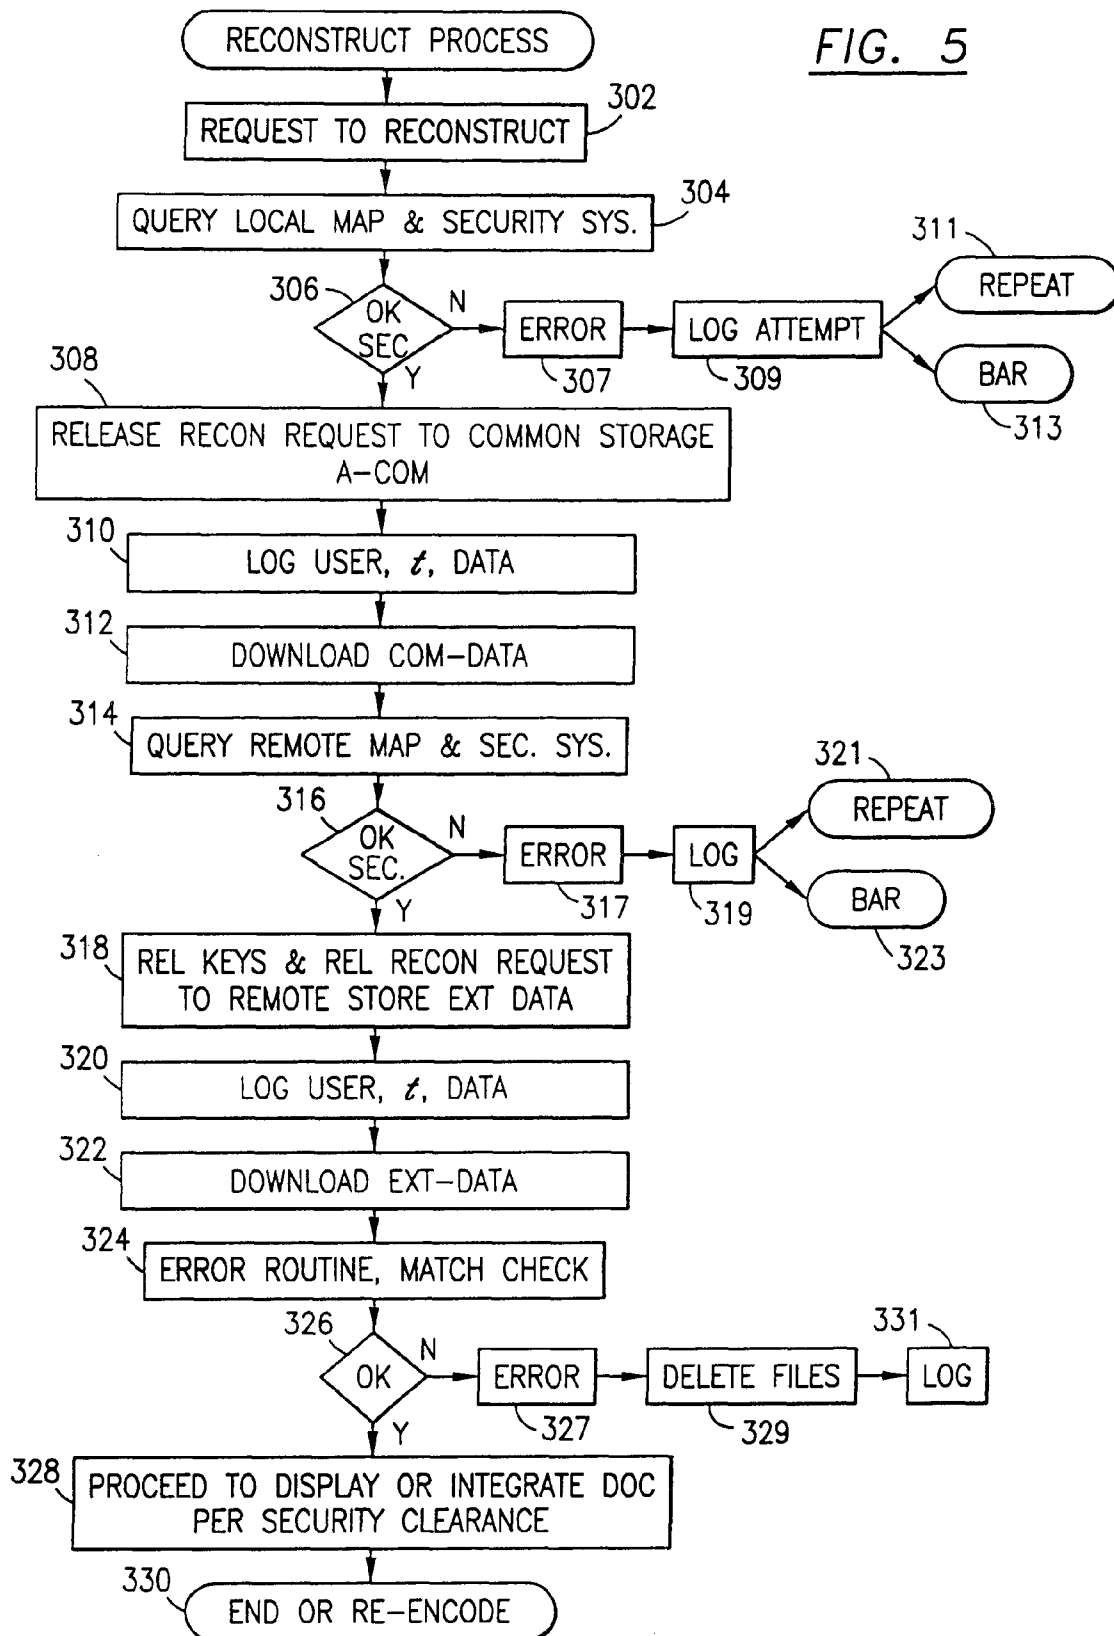 RECONSTRUCT PROCESS
FIG. 5
302
REQUEST TO RECONSTRUCT
304
QUERY LOCAL MAP & SECURITY SYS.
306
OK
SEC
N
Y
ERROR
307
LOG ATTEMPT
309
311
REPEAT
BAR
313
308
RELEASE RECON REQUEST TO COMMON STORAGE
A-COM
310
LOG USER, t, DATA
312
DOWNLOAD COM-DATA
314
QUERY REMOTE MAP & SEC. SYS.
316
OK
SEC.
N
Y
ERROR
317
LOG
319
321
REPEAT
BAR
323
318
REL KEYS & REL RECON REQUEST
TO REMOTE STORE EXT DATA
320
LOG USER, t, DATA
322
DOWNLOAD EXT-DATA
324
ERROR ROUTINE, MATCH CHECK
326
OK
N
Y
ERROR
327
DELETE FILES
329
331
LOG
328
PROCEED TO DISPLAY OR INTEGRATE DOC
PER SECURITY CLEARANCE
330
END OR RE-ENCODE